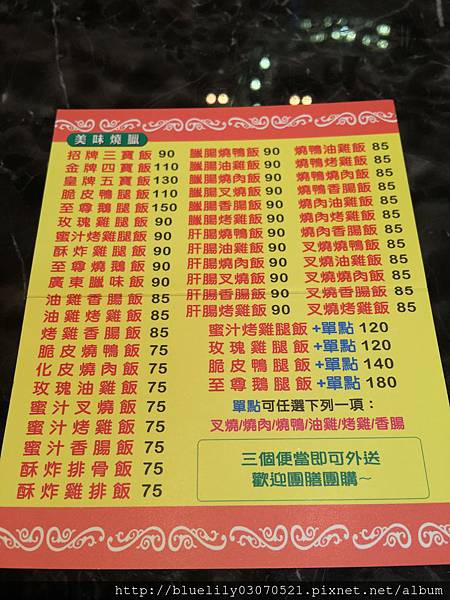 美味燒臘
招牌三寶飯 90
金牌四寶飯 110
皇牌五寶飯 130
脆皮鴨腿飯 110
至尊鵝腿飯 150
玫瑰雞腿飯 90
蜜汁烤雞腿飯 90
酥炸雞腿飯 90
至尊燒鵝飯 90
廣東臘味飯 90
油雞香腸飯 85
油雞烤雞飯 85
烤雞香腸飯 85
脆皮燒鴨飯 75
化皮燒肉飯 75
玫瑰油雞飯 75
蜜汁叉燒飯 75
蜜汁烤雞飯 75
蜜汁香腸飯 75
酥炸排骨飯 75
酥炸雞排飯 75
臘腸燒鴨飯 90
臘腸油雞飯 90
臘腸燒肉飯 90
臘腸叉燒飯 90
臘腸香腸飯 90
臘腸烤雞飯 90
肝腸燒鴨飯 90
肝腸油雞飯 90
肝腸燒肉飯 90
肝腸叉燒飯 90
肝腸香腸飯 90
肝腸烤雞飯 90
燒鴨油雞飯 85
燒鴨烤雞飯 85
燒鴨燒肉飯 85
燒鴨香腸飯 85
燒肉油雞飯 85
燒肉烤雞飯 85
燒肉香腸飯 85
叉燒燒鴨飯 85
叉燒油雞飯 85
叉燒燒肉飯 85
叉燒香腸飯 85
叉燒烤雞飯 85
蜜汁烤雞腿飯 +單點 120
玫瑰雞腿飯 +單點 120
脆皮鴨腿飯 +單點 140
至尊鵝腿飯 +單點 180
單點可任選下列一項：
叉燒/燒肉/燒鴨/油雞/烤雞/香腸
三個便當即可外送
歡迎團膳團購～
http://bluelily03070521.pixnet.net/album